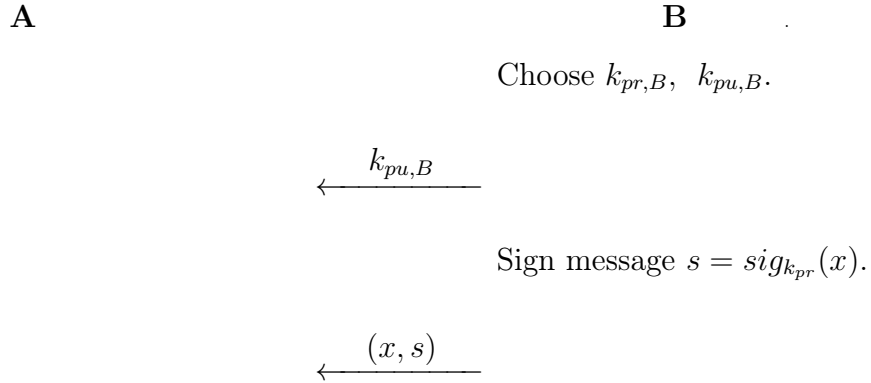 A B .
Choose k_{pr,B}, k_{pu,B}.
k_{pu,B}
Sign message s = sig_{k_{pr}}(x).
(x, s)